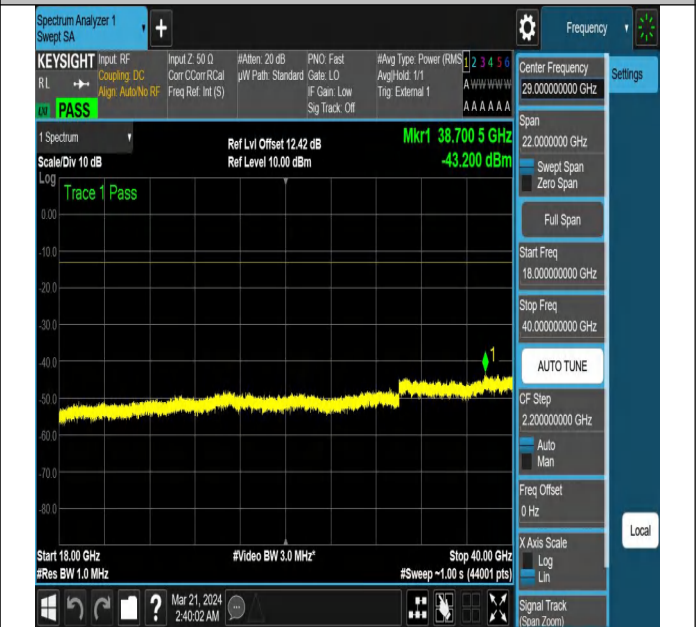 Spectrum Analyzer 1
Swept SA
+
Frequency
KEYSIGHT
RL
PASS
Input: RF
Coupling: DC
Align: Auto/No RF
Input Z: 50 Ω
Corr CCorr RCal
Freq Ref: Int (S)
#Atten: 20 dB
µW Path: Standard
PNO: Fast
Gate: LO
IF Gain: Low
Sig Track: Off
#Avg Type: Power (RMS
Avg|Hold: 1/1
Trig: External 1
1 2 3 4 5 6
A W W W W W
A A A A A A
Center Frequency
29.000000000 GHz
Settings
1 Spectrum
Scale/Div 10 dB
Ref Lvl Offset 12.42 dB
Ref Level 10.00 dBm
Mkr1 38.700 5 GHz
-43.200 dBm
Span
22.0000000 GHz
Swept Span
Zero Span
Full Span
Start Freq
18.000000000 GHz
Stop Freq
40.000000000 GHz
AUTO TUNE
CF Step
2.200000000 GHz
Auto
Man
Freq Offset
0 Hz
X Axis Scale
Log
Lin
Signal Track
(Span Zoom)
Local
Log
Trace 1 Pass
0.00
-10.0
-20.0
-30.0
-40.0
-50.0
-60.0
-70.0
-80.0
1
Start 18.00 GHz
#Res BW 1.0 MHz
#Video BW 3.0 MHz*
Stop 40.00 GHz
#Sweep ~1.00 s (44001 pts)
?
Mar 21, 2024
2:40:02 AM